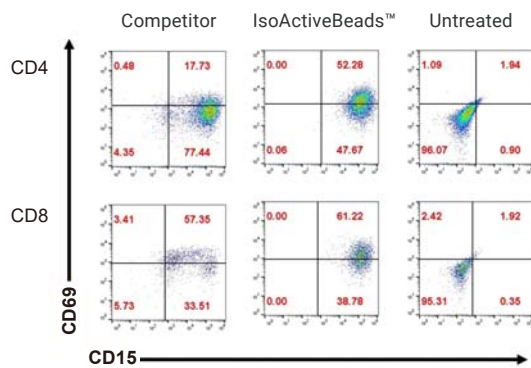 Competitor IsoActiveBeads™ Untreated
CD4
0.48 17.73 0.00 52.28 1.09 1.94
4.35 77.44 0.06 47.67 96.07 0.90
CD8
3.41 57.35 0.00 61.22 2.42 1.92
5.73 33.51 0.00 38.78 95.31 0.35
CD69
CD15